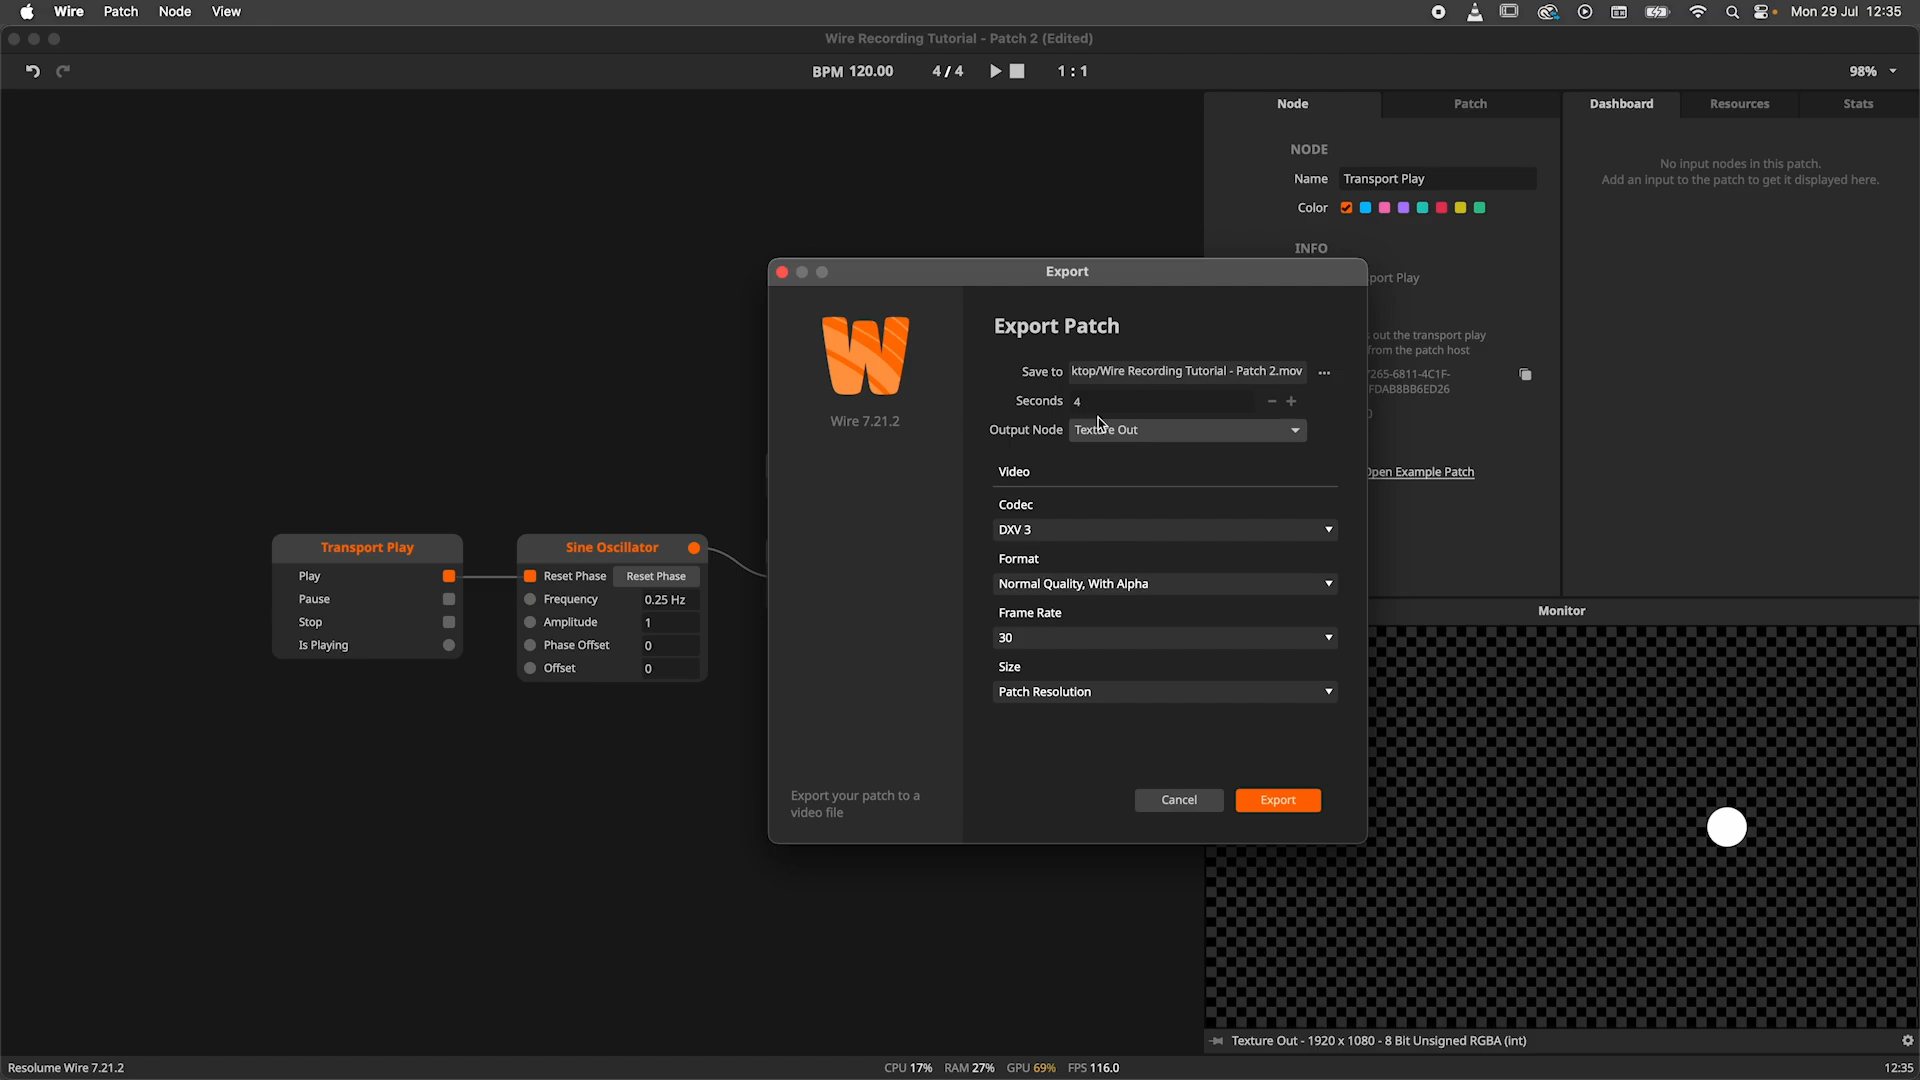 Wire Patch Node View
Mon 29 Jul 12:35
Wire Recording Tutorial - Patch 2 (Edited)
BPM 120.00 4 / 4 1 : 1
98%
Node Patch Dashboard Resources Stats
NODE
Name Transport Play
Color
INFO
No input nodes in this patch.
Add an input to the patch to get it displayed here.
port Play
out the transport play
from the patch host
265-6811-4C1F-
FDAB8BB6ED26
Open Example Patch
Export
W
Wire 7.21.2
Export your patch to a
video file
Export Patch
Save to ktop/Wire Recording Tutorial - Patch 2.mov ...
Seconds 4 - +
Output Node Texture Out
Video
Codec
DXV 3
Format
Normal Quality, With Alpha
Frame Rate
30
Size
Patch Resolution
Cancel Export
Transport Play
Play
Pause
Stop
Is Playing
Sine Oscillator
Reset Phase Reset Phase
Frequency 0.25 Hz
Amplitude 1
Phase Offset 0
Offset 0
Monitor
Texture Out - 1920 x 1080 - 8 Bit Unsigned RGBA (int)
Resolume Wire 7.21.2
CPU 17% RAM 27% GPU 69% FPS 116.0
12:35